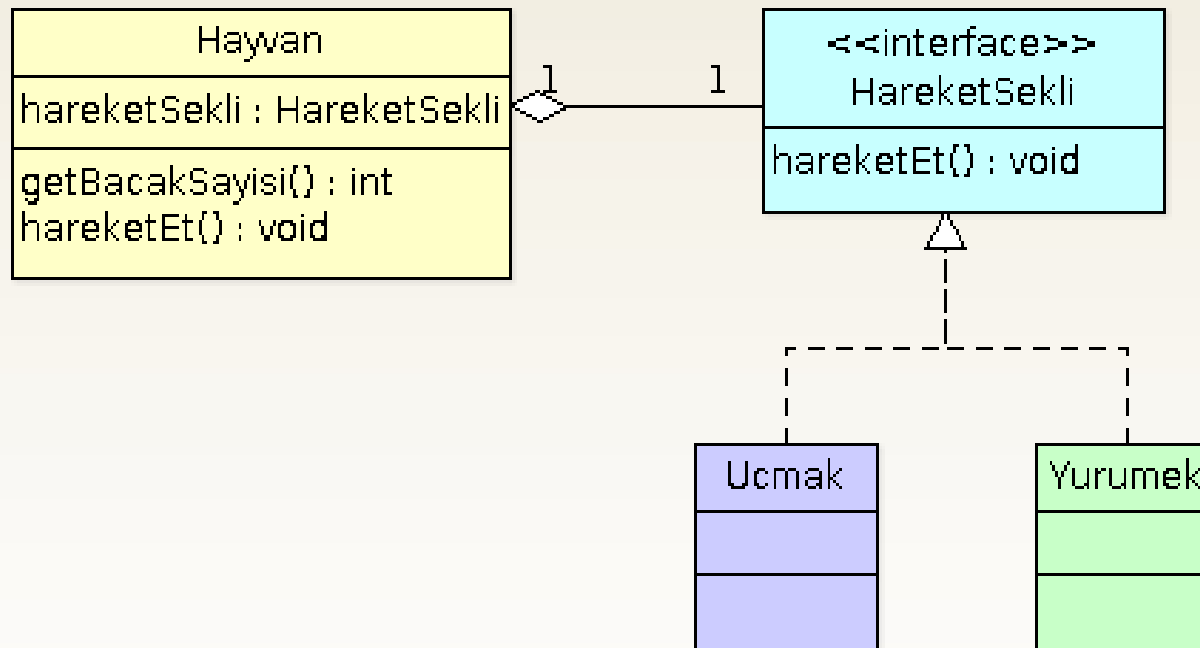 Hayvan
hareketSekli : HareketSekli
getBacakSayisi() : int
hareketEt() : void
1
1
<<interface>>
HareketSekli
hareketEt() : void
Ucmak
Yurumek